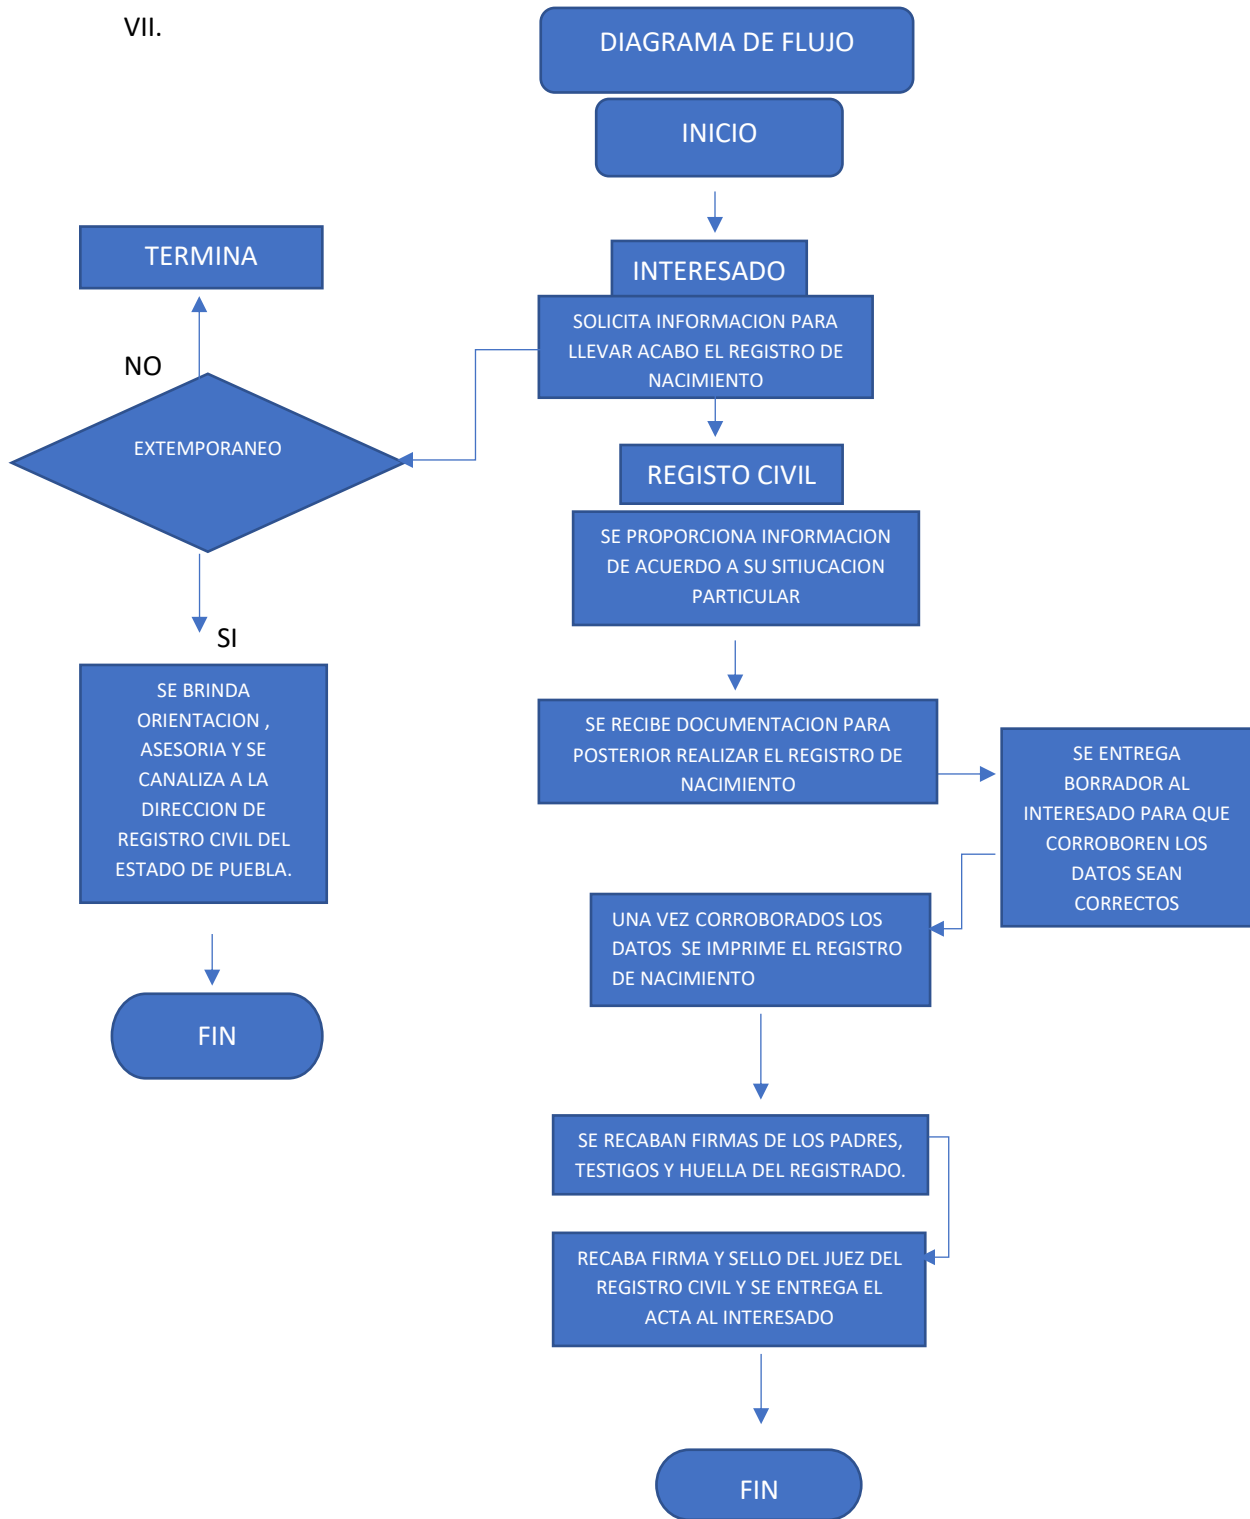 VII.
DIAGRAMA DE FLUJO
INICIO
INTERESADO
SOLICITA INFORMACION PARA
LLEVAR ACABO EL REGISTRO DE
NACIMIENTO
TERMINA
NO
EXTEMPORANEO
SI
SE BRINDA
ORIENTACION ,
ASESORIA Y SE
CANALIZA A LA
DIRECCION DE
REGISTRO CIVIL DEL
ESTADO DE PUEBLA.
FIN
REGISTO CIVIL
SE PROPORCIONA INFORMACION
DE ACUERDO A SU SITIUCACION
PARTICULAR
SE RECIBE DOCUMENTACION PARA
POSTERIOR REALIZAR EL REGISTRO DE
NACIMIENTO
SE ENTREGA
BORRADOR AL
INTERESADO PARA QUE
CORROBOREN LOS
DATOS SEAN
CORRECTOS
UNA VEZ CORROBORADOS LOS
DATOS  SE IMPRIME EL REGISTRO
DE NACIMIENTO
SE RECABAN FIRMAS DE LOS PADRES,
TESTIGOS Y HUELLA DEL REGISTRADO.
RECABA FIRMA Y SELLO DEL JUEZ DEL
REGISTRO CIVIL Y SE ENTREGA EL
ACTA AL INTERESADO
FIN